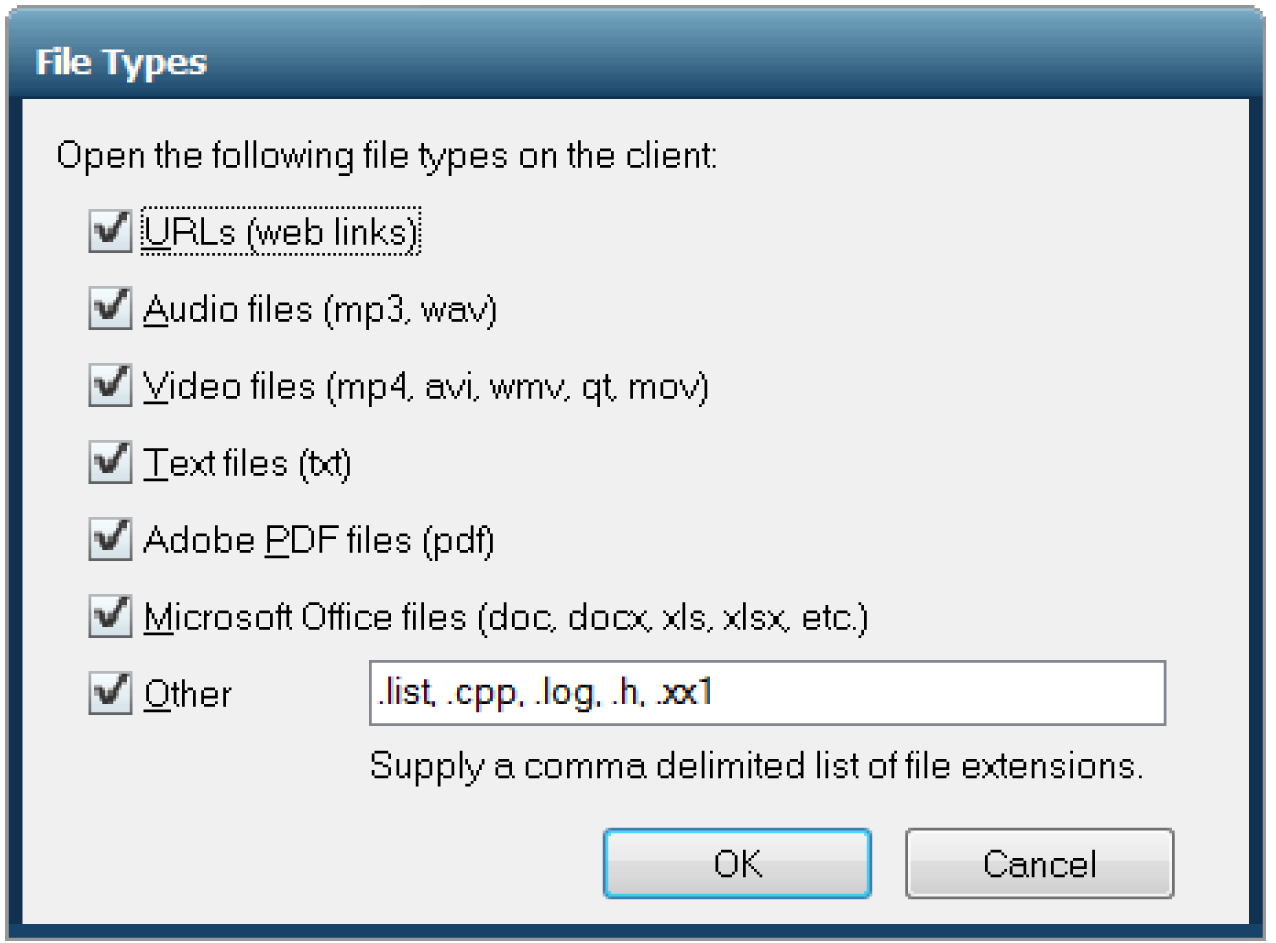 File Types
Open the following file types on the client:
URLs (web links)
Audio files (mp3, wav)
Video files (mp4, avi, wmv, qt, mov)
Text files (txt)
Adobe PDF files (pdf)
Microsoft Office files (doc, docx, xls, xlsx, etc.)
Other .list, .cpp, .log, .h, .xx1
Supply a comma delimited list of file extensions.
OK Cancel